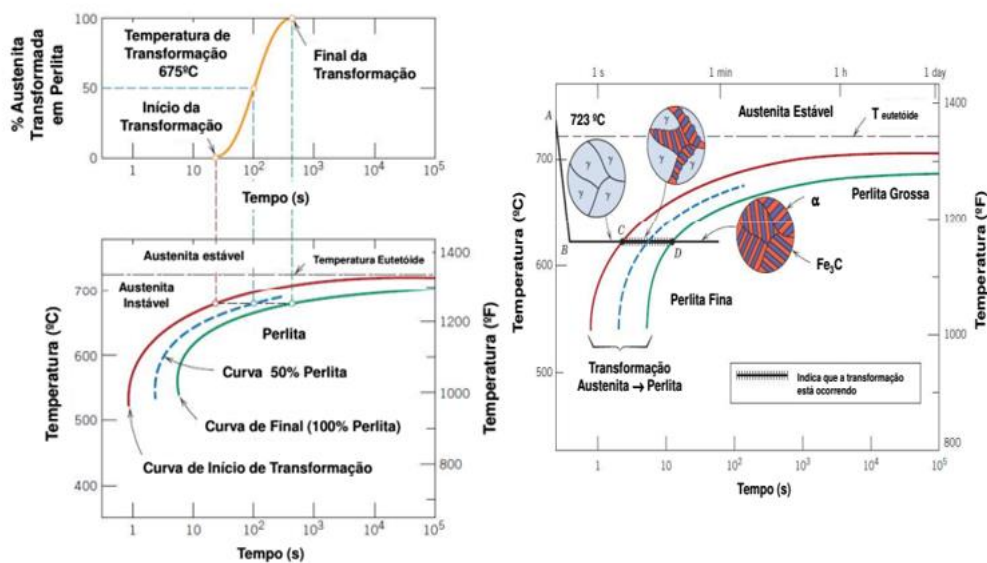 % Austenita
Transformada
em Perlita
100
50
0
Temperatura de
Transformação
675ºC
Início da
Transformação
Final da
Transformação
1
10
10²
10³
10⁴
10⁵
Tempo (s)
Temperatura (ºC)
700
600
500
400
Austenita estável
Temperatura Eutetóide
Austenita
Instável
Perlita
Curva 50% Perlita
Curva de Final (100% Perlita)
Curva de Início de Transformação
1400
1200
1000
800
Temperatura (ºF)
1
10
10²
10³
10⁴
10⁵
Tempo (s)
1 s
1 min
1 h
1 day
Temperatura (ºC)
700
600
500
A
723 ºC
Austenita Estável
T eutetóide
γ
γ
γ
γ
γ
γ
γ
γ
B
C
D
Perlita Grossa
α
Fe₃C
Perlita Fina
Transformação
Austenita → Perlita
Indica que a transformação
está ocorrendo
1400
1200
1000
800
Temperatura (ºF)
1
10
10²
10³
10⁴
10⁵
Tempo (s)